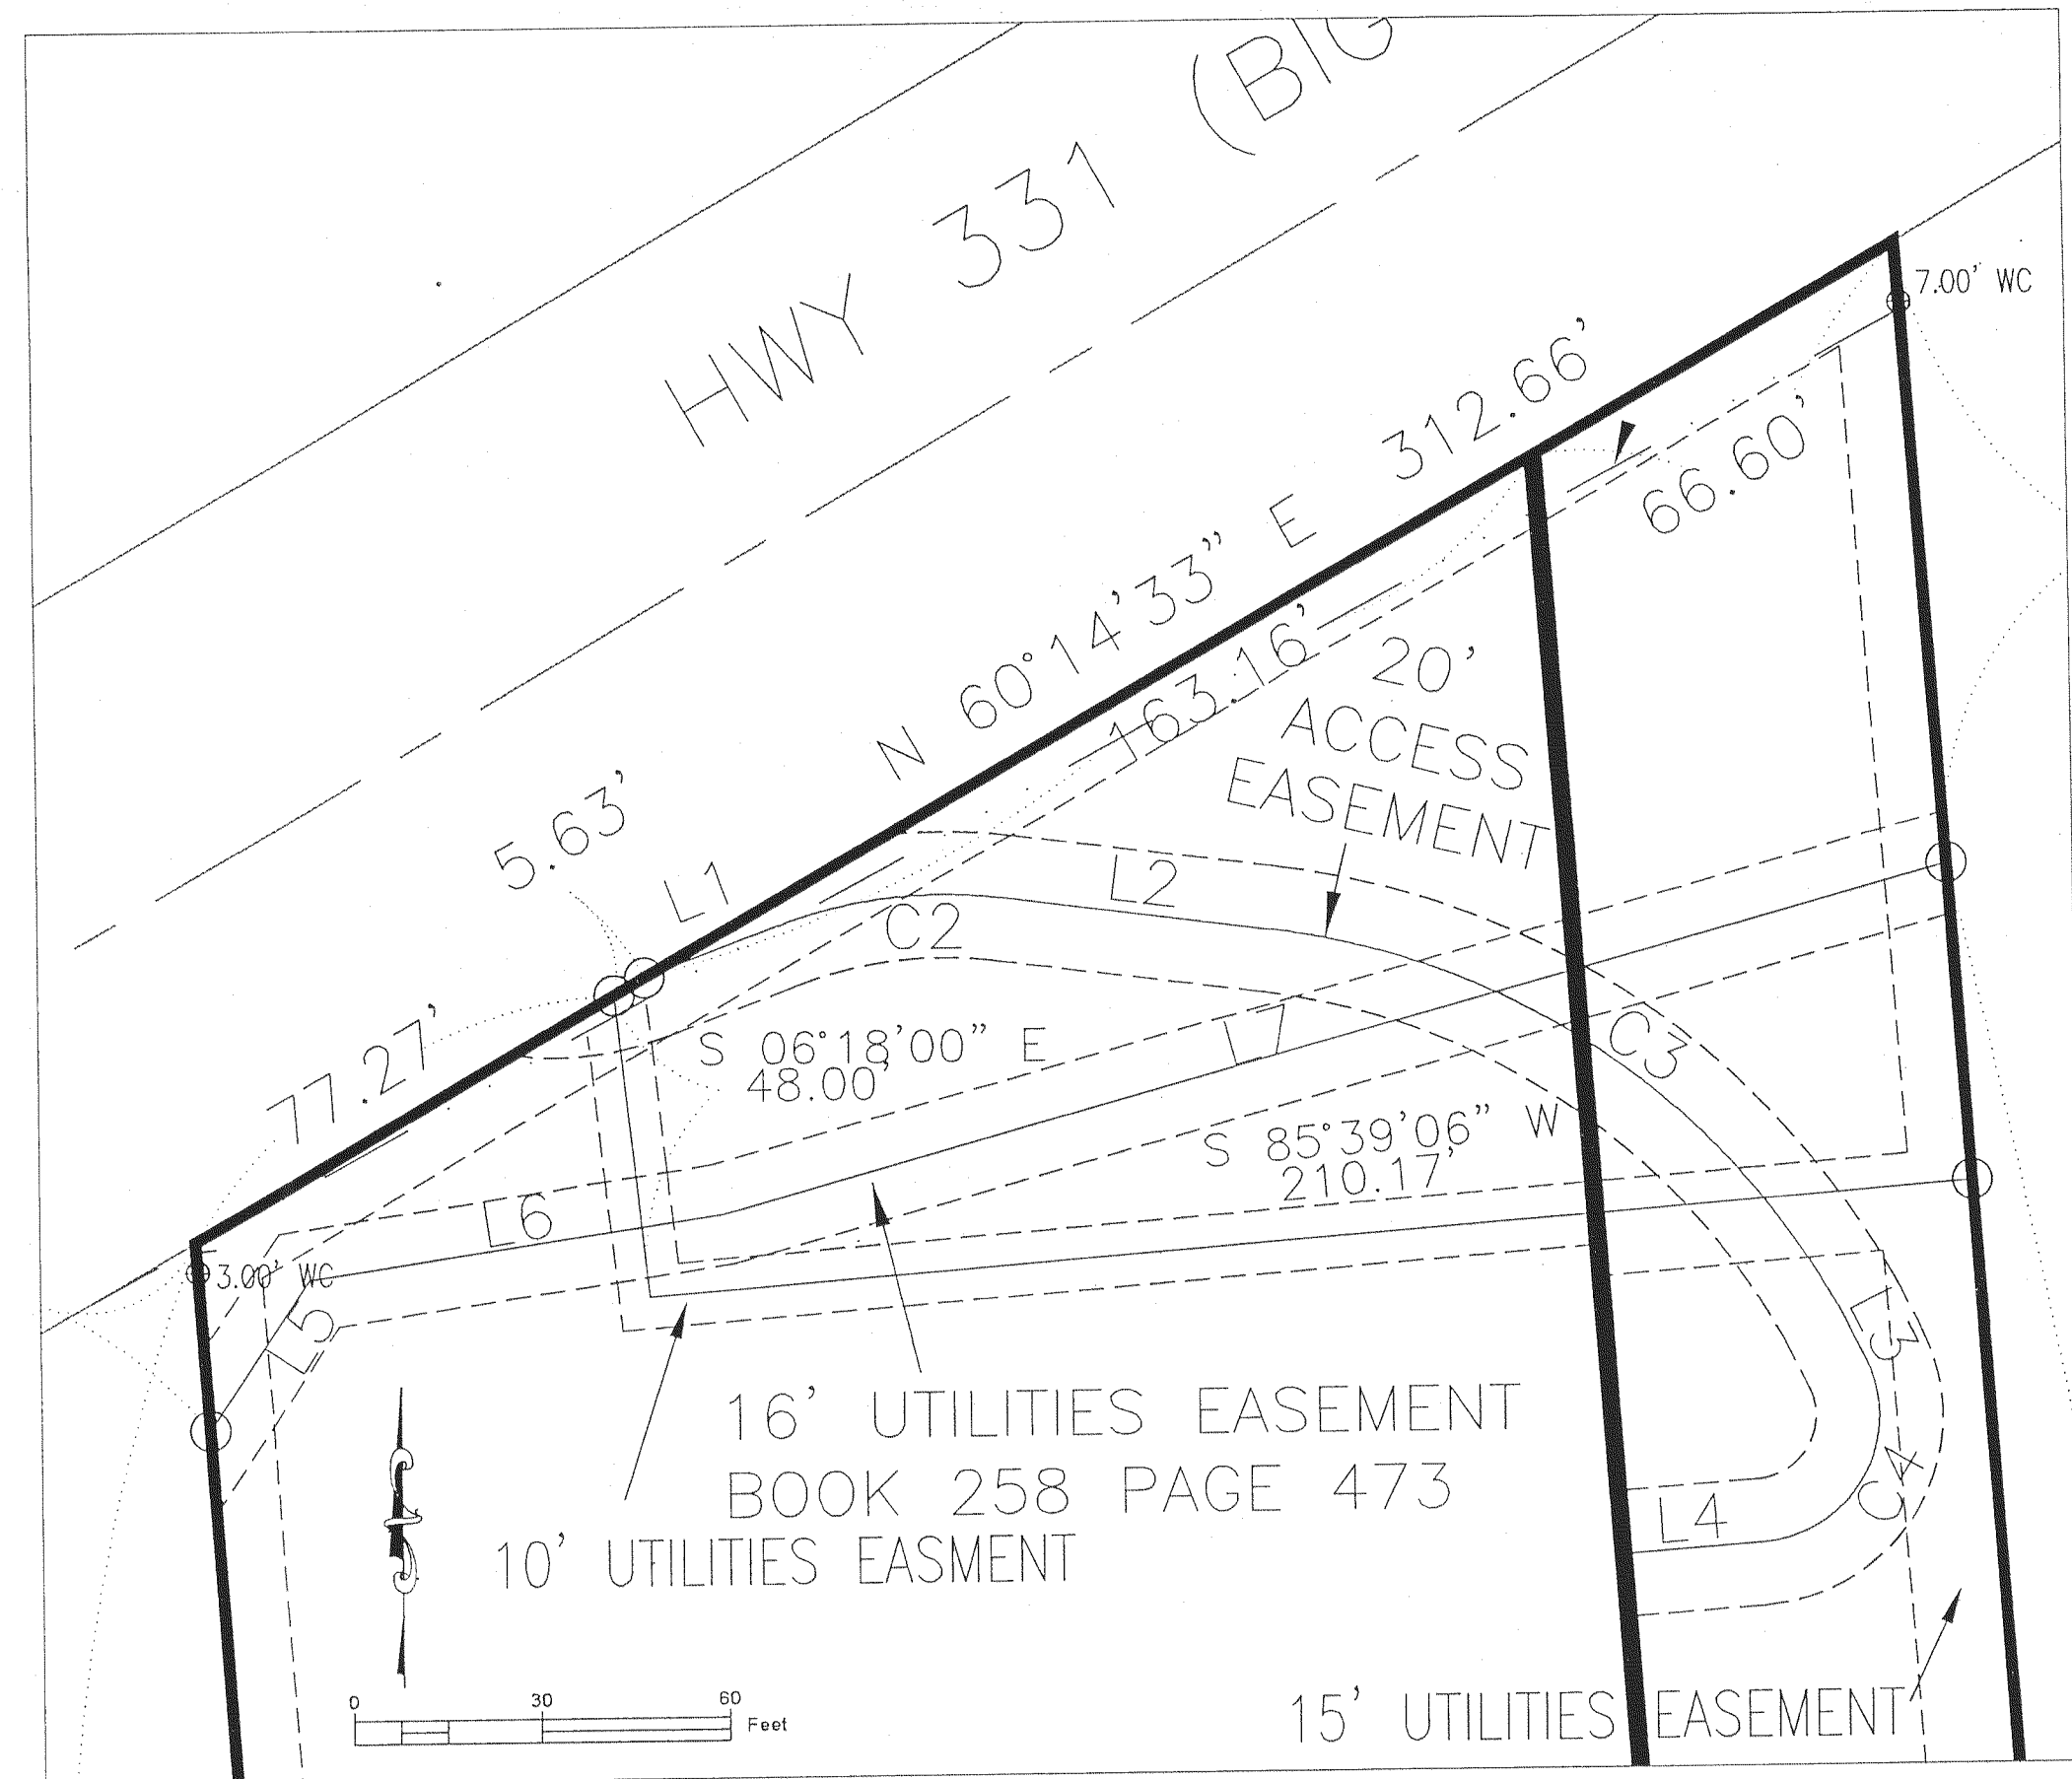 HWY 331 (BIG
7.00' WC
312.66'
66.60'
N 60°14'33" E
163.16'
20'
ACCESS
EASEMENT
5.63'
L1
L2
C2
77.27'
S 06°18'00" E
48.00'
L7
C3
S 85°39'06" W
210.17'
L6
3.00' WC
L5
L3
16' UTILITIES EASEMENT
BOOK 258 PAGE 473
C4
L4
10' UTILITIES EASMENT
15' UTILITIES EASEMENT
0 30 60
Feet